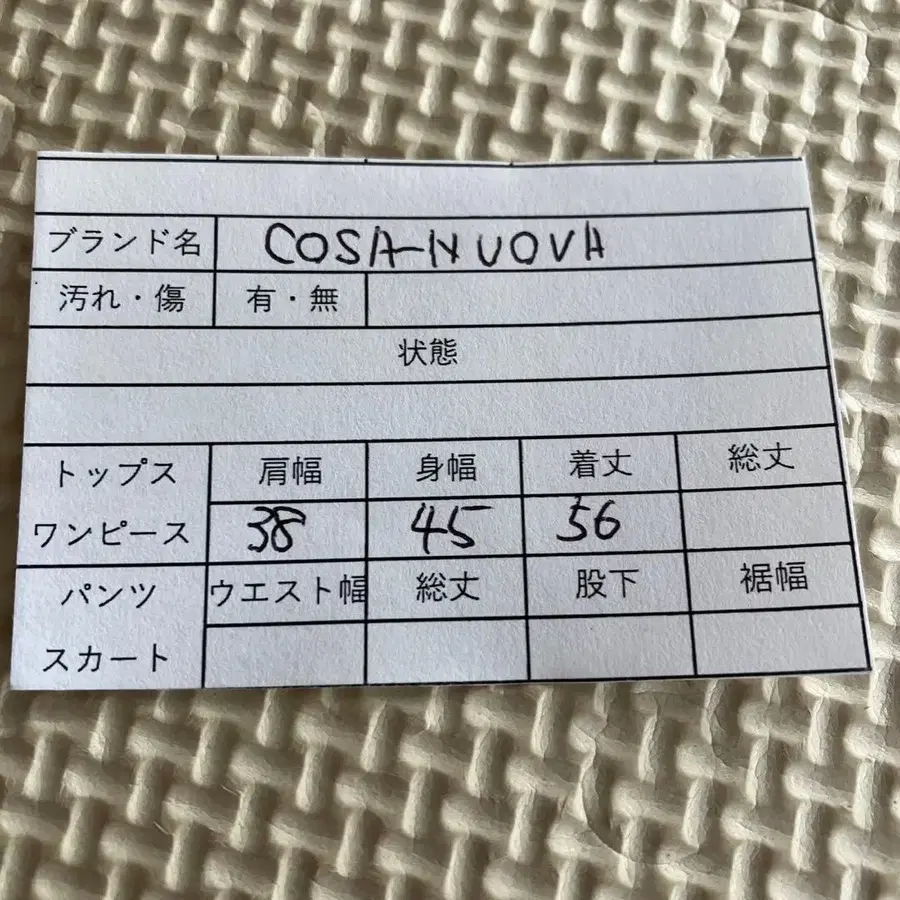 ブランド名 COSA-NUOVA
汚れ・傷 有・無
状態
トップス 肩幅 身幅 着丈 総丈
ワンピース 38 45 56
パンツ ウエスト幅 総丈 股下 裾幅
スカート